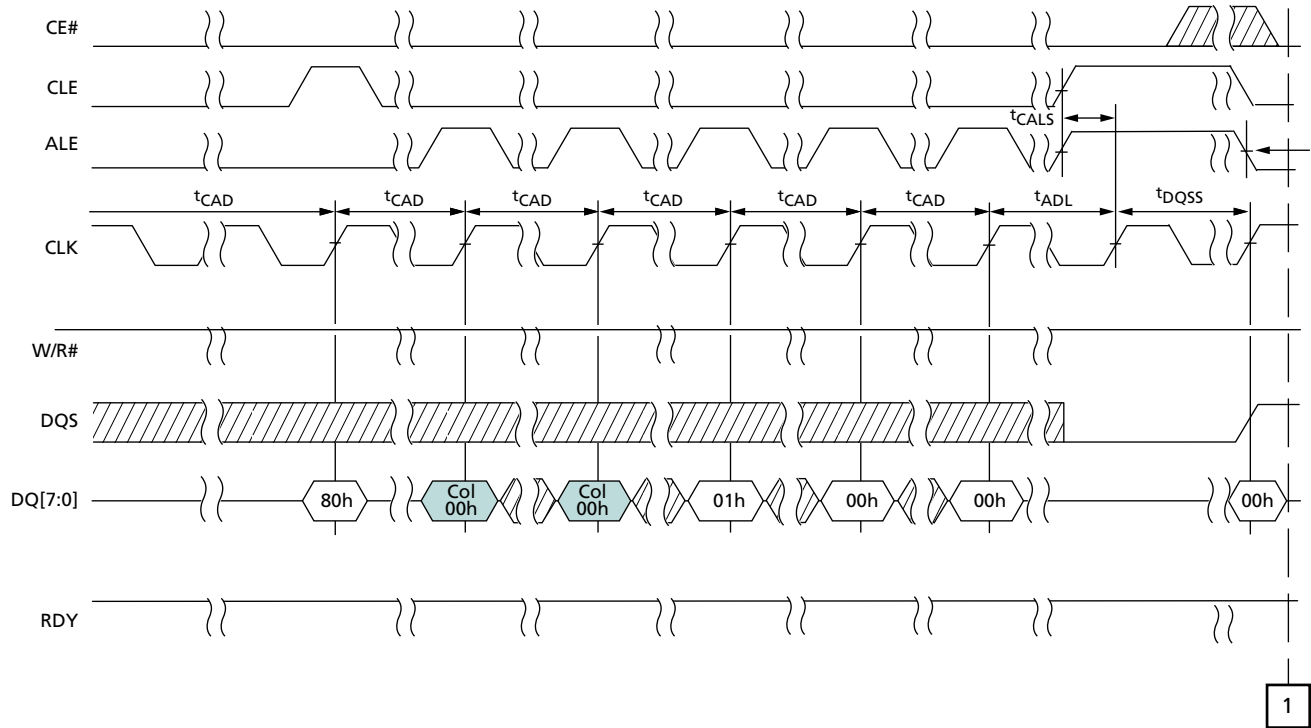 CE#
CLE
tCALS
ALE
tCAD tCAD tCAD tCAD tCAD tCAD tADL tDQSS
CLK
W/R#
DQS
DQ[7:0] 80h Col 00h Col 00h 01h 00h 00h 00h
RDY
1